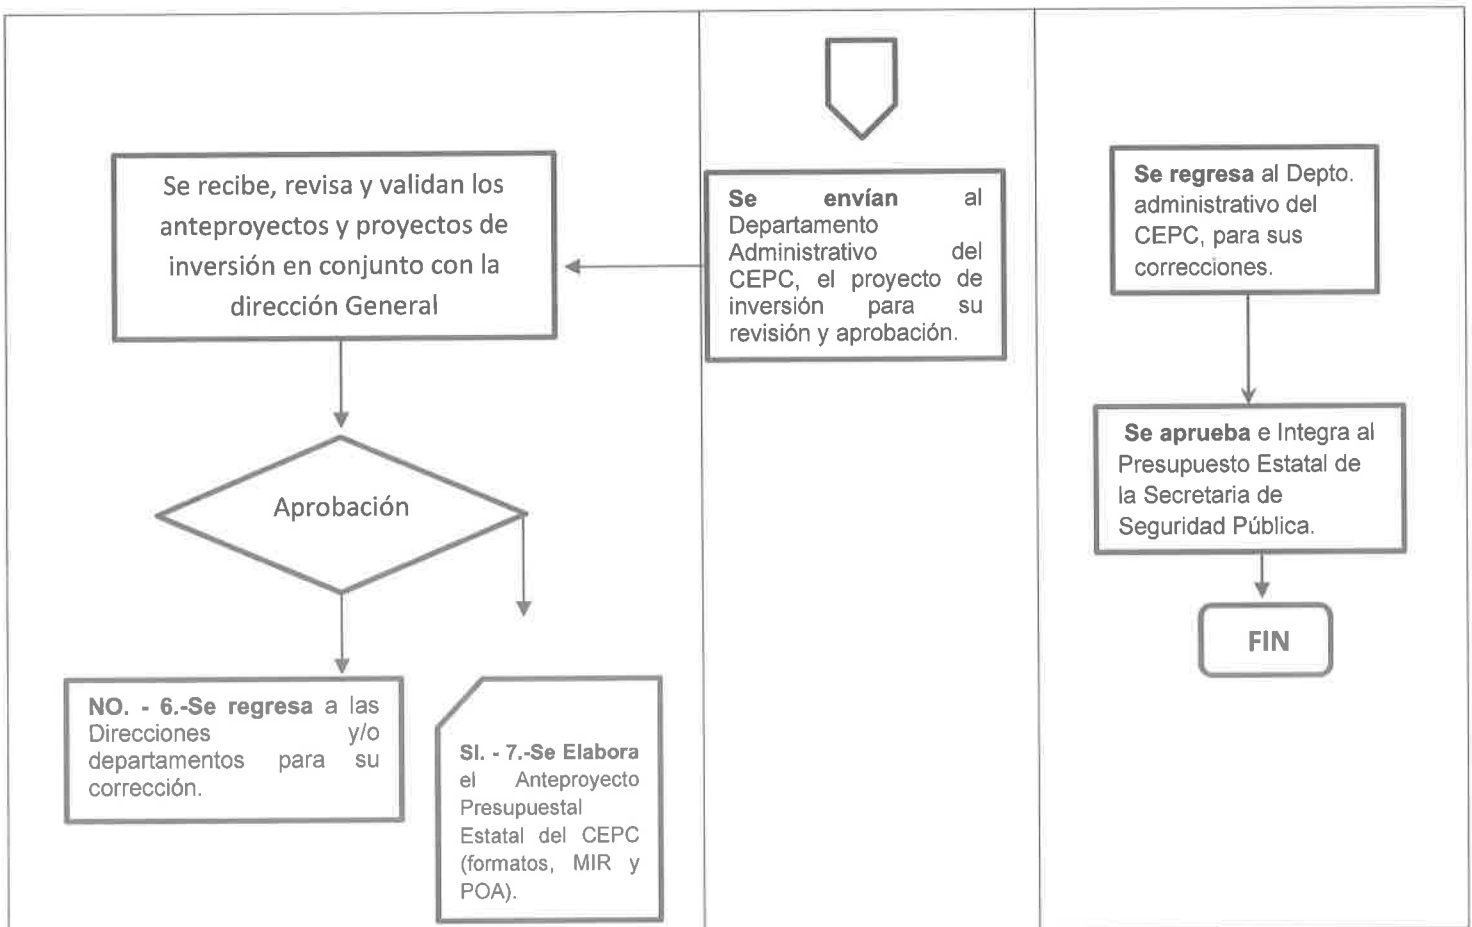 Se recibe, revisa y validan los
anteproyectos y proyectos de
inversión en conjunto con la
dirección General
Aprobación
NO. - 6.-Se regresa a las
Direcciones y/o
departamentos para su
corrección.
SI. - 7.-Se Elabora
el Anteproyecto
Presupuestal
Estatal del CEPC
(formatos, MIR y
POA).
Se envían al
Departamento
Administrativo del
CEPC, el proyecto de
inversión para su
revisión y aprobación.
Se regresa al Depto.
administrativo del
CEPC, para sus
correcciones.
Se aprueba e Integra al
Presupuesto Estatal de
la Secretaria de
Seguridad Pública.
FIN